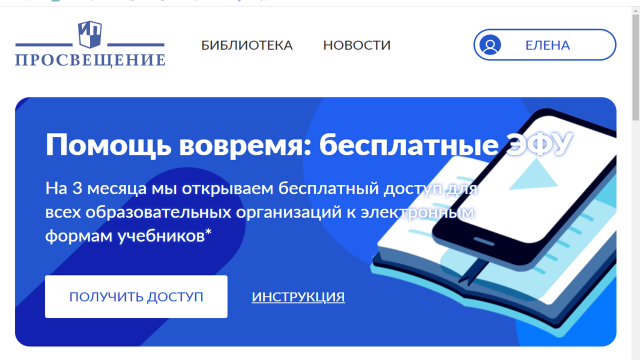 ИП
ПРОСВЕЩЕНИЕ
БИБЛИОТЕКА НОВОСТИ ЕЛЕНА
Помощь вовремя: бесплатные ЭФУ
На 3 месяца мы открываем бесплатный доступ для
всех образовательных организаций к электронным
формам учебников*
ПОЛУЧИТЬ ДОСТУП ИНСТРУКЦИЯ